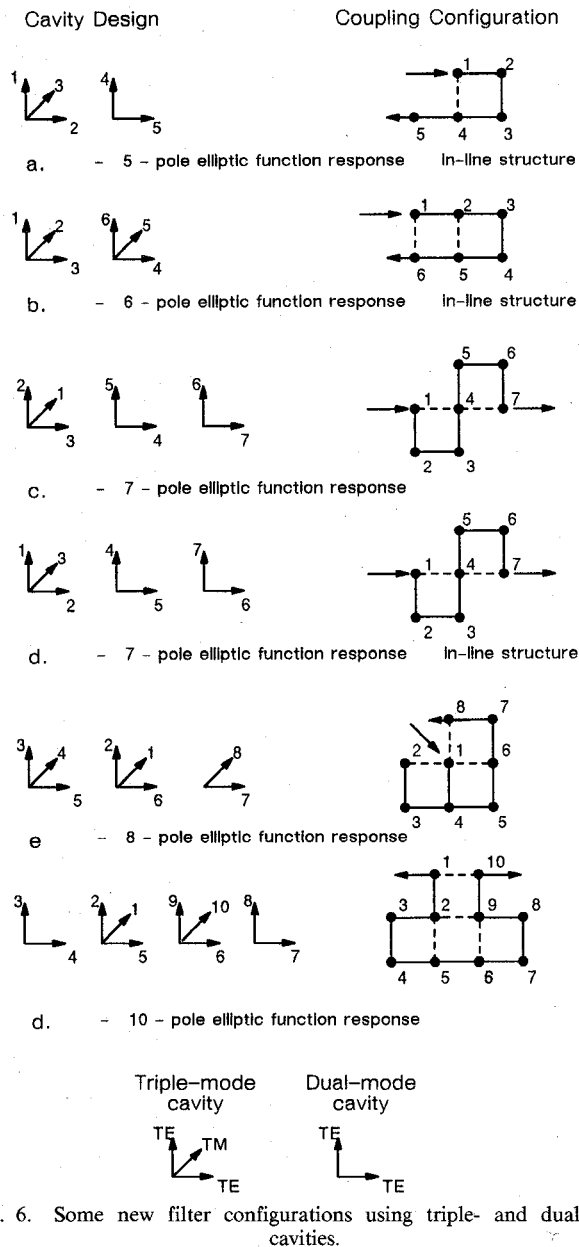 Cavity Design Coupling Configuration
1 3 2 4 5 1 2 5 4 3
a. - 5 - pole elliptic function response in-line structure
1 2 3 6 5 4 1 2 3 6 5 4
b. - 6 - pole elliptic function response in-line structure
2 1 3 5 4 6 7 5 6 1 4 7 2 3
c. - 7 - pole elliptic function response
1 3 2 4 5 7 6 5 6 1 4 7 2 3
d. - 7 - pole elliptic function response in-line structure
3 4 5 2 1 6 8 7 8 7 2 1 6 3 4 5
e - 8 - pole elliptic function response
3 4 2 1 5 9 10 6 8 7 1 10 3 2 9 8 4 5 6 7
d. - 10 - pole elliptic function response
Triple-mode Dual-mode
cavity cavity
TE TM TE TE TE
. 6. Some new filter configurations using triple- and dual
cavities.